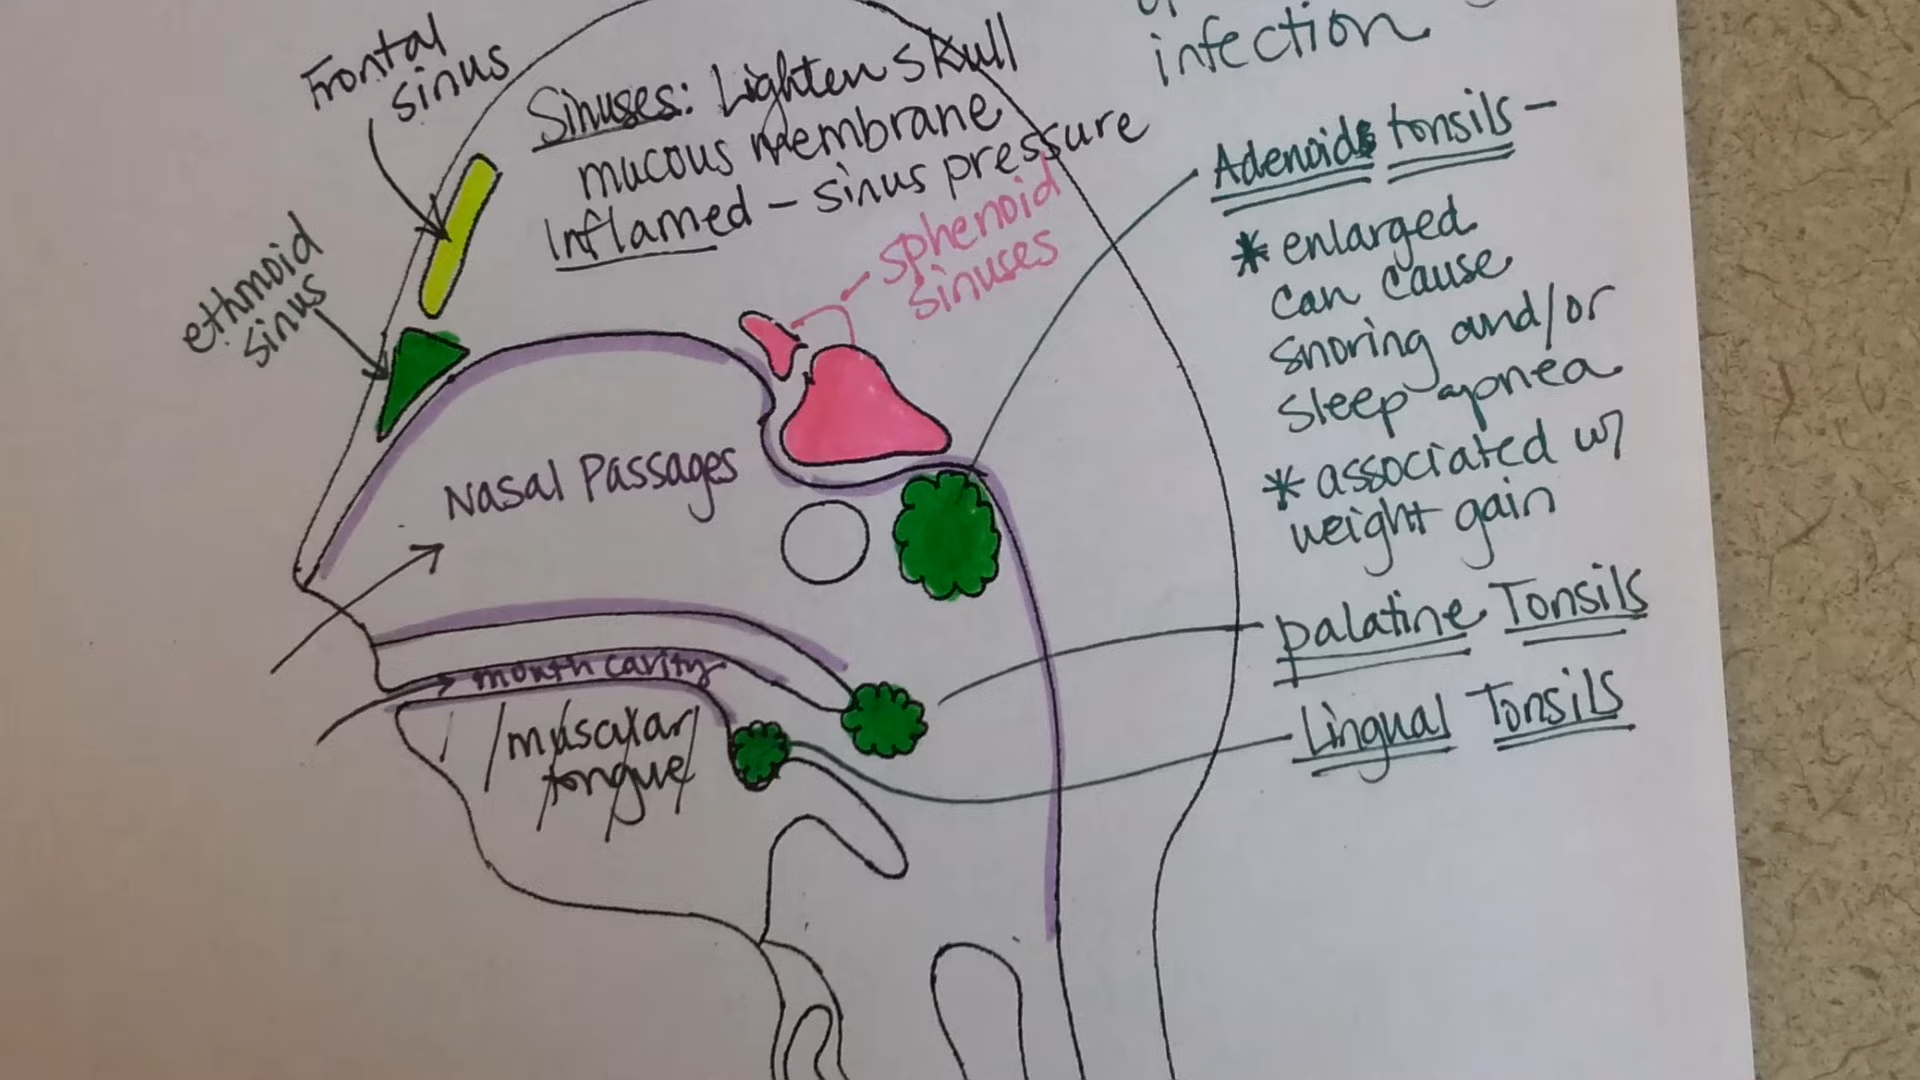 Frontal
sinus
Sinuses: Lighten skull
mucous membrane
Inflamed - sinus pressure
ethmoid
sinus
sphenoid
sinuses
Nasal Passages
mouth cavity
muscular
tongue
infection
Adenoids tonsils -
* enlarged
can cause
snoring and/or
sleep apnea
* associated w/
weight gain
palatine Tonsils
Lingual Tonsils